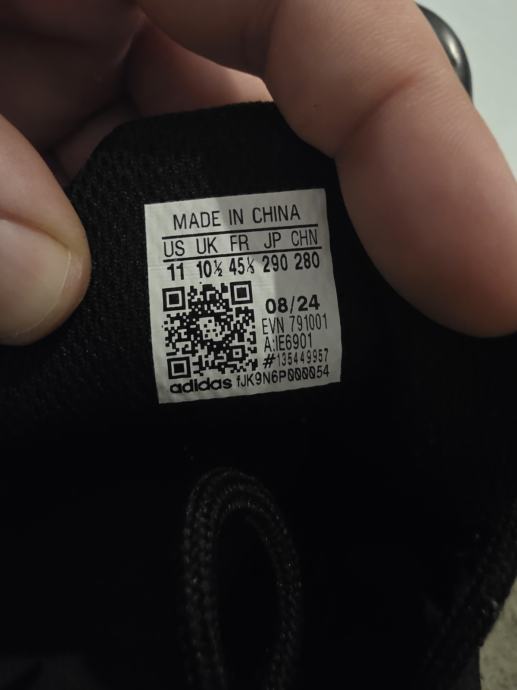 MADE IN CHINA
US UK FR JP CHN
11 10½ 45⅓ 290 280
08/24
EVN 791001
A:IE6901
#135449957
adidas fJK9N6P000054